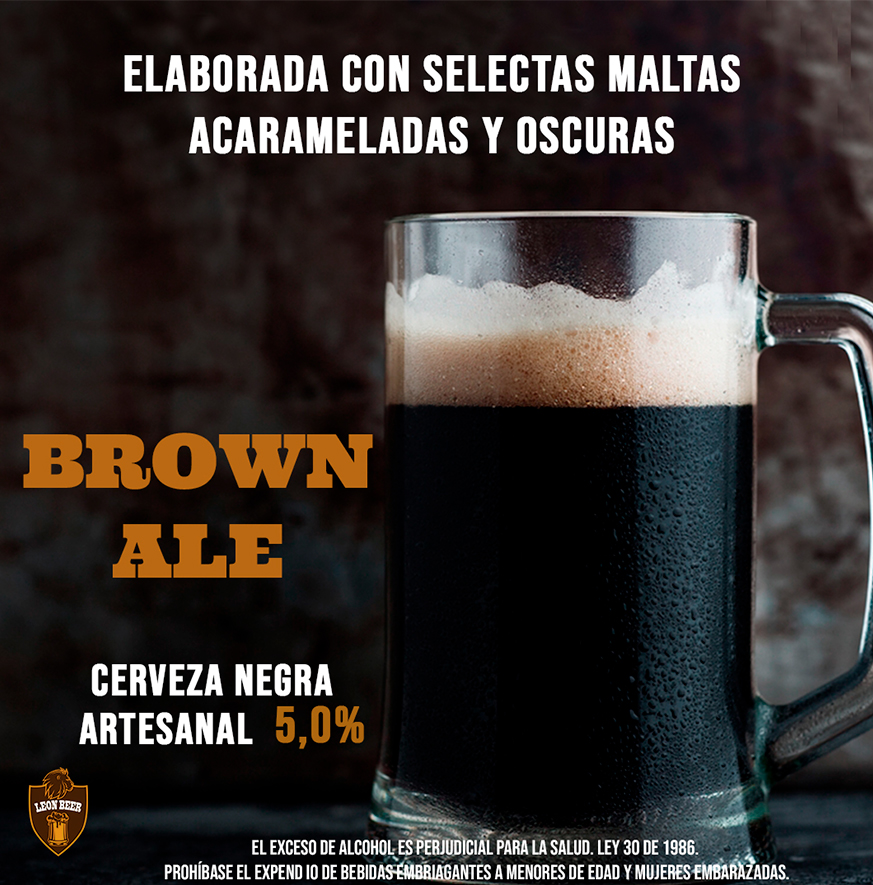 ELABORADA CON SELECTAS MALTAS
ACARAMELADAS Y OSCURAS
BROWN
ALE
CERVEZA NEGRA
ARTESANAL 5,0%
LEON BEER
EL EXCESO DE ALCOHOL ES PERJUDICIAL PARA LA SALUD. LEY 30 DE 1986.
PROHÍBASE EL EXPEND IO DE BEBIDAS EMBRIAGANTES A MENORES DE EDAD Y MUJERES EMBARAZADAS.